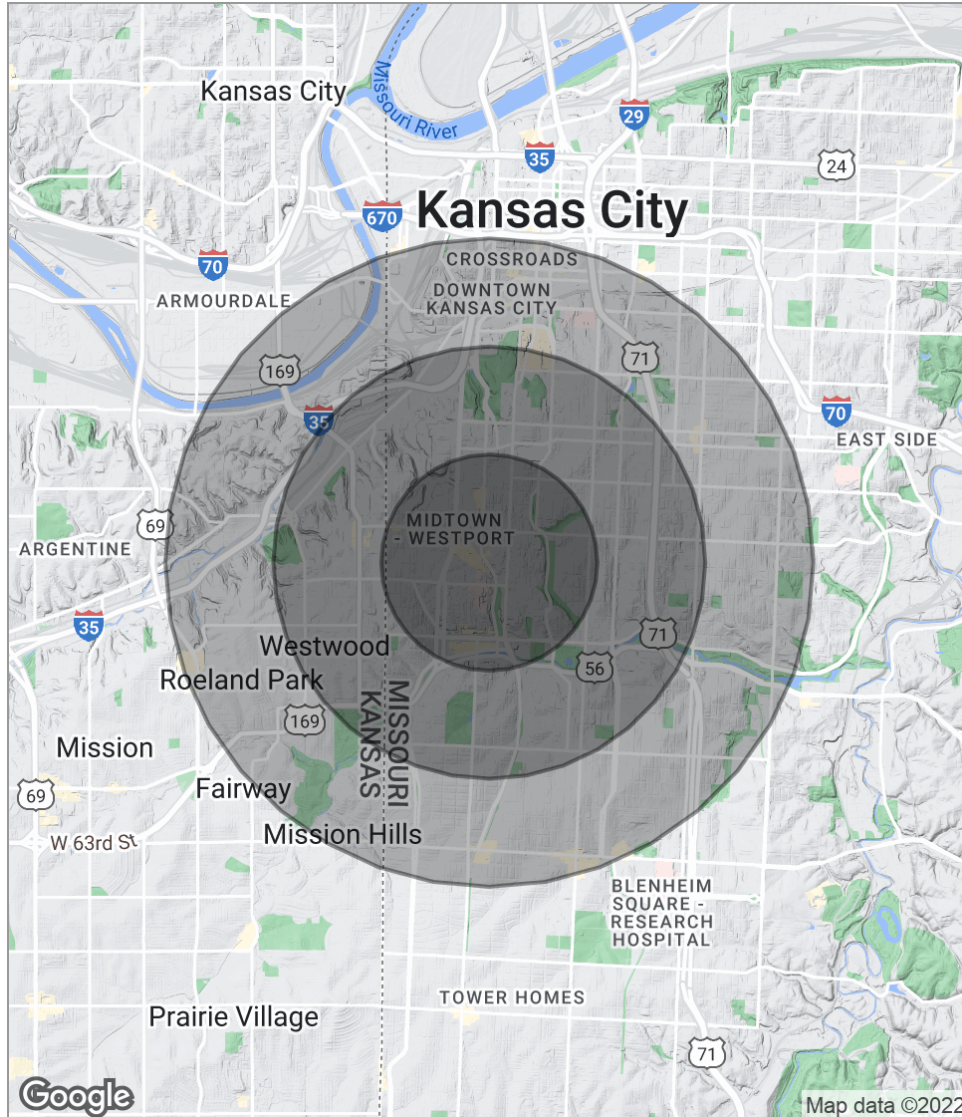 Kansas City
Missouri River
29
35
24
670
Kansas City
70
CROSSROADS
ARMOURDALE
DOWNTOWN
KANSAS CITY
71
169
35
70
EAST SIDE
69
MIDTOWN
- WESTPORT
ARGENTINE
35
71
Westwood
56
Roeland Park
MISSOURI
KANSAS
169
Mission
69
Fairway
Mission Hills
W 63rd St
BLENHEIM
SQUARE -
RESEARCH
HOSPITAL
TOWER HOMES
Prairie Village
71
Google
Map data ©2022